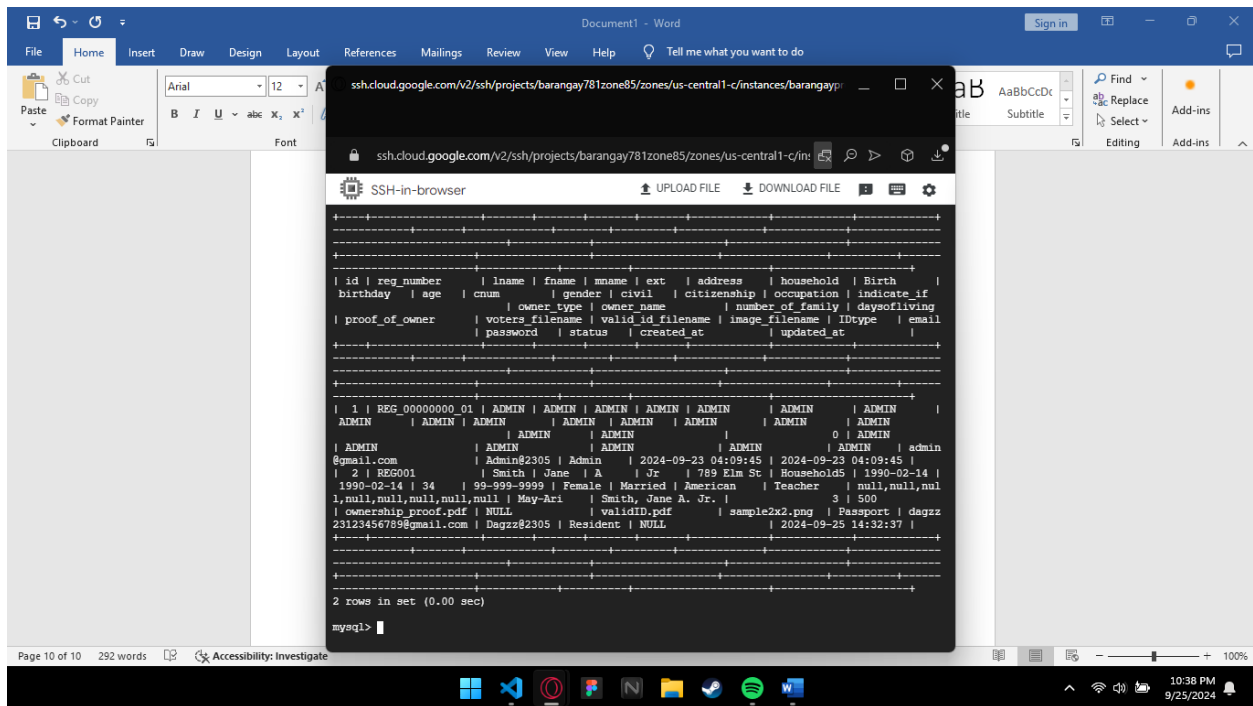 Document1 - Word
Sign in
File Home Insert Draw Design Layout References Mailings Review View Help Tell me what you want to do
Paste
Cut
Copy
Format Painter
Clipboard
Arial 12
B I U abc X₂ X²
Font
AaBbCcDc
Subtitle
Find
Replace
Select
Editing
Add-ins
Add-ins
ssh.cloud.google.com/v2/ssh/projects/barangay781zone85/zones/us-central1-c/instances/barangaypr
ssh.cloud.google.com/v2/ssh/projects/barangay781zone85/zones/us-central1-c/in
SSH-in-browser UPLOAD FILE DOWNLOAD FILE
| id | reg_number | lname | fname | mname | ext | address | household | Birth |
birthday | age | cnum | gender | civil | citizenship | occupation | indicate_if
| owner_type | owner_name | number_of_family | daysofliving
| proof_of_owner | voters_filename | valid_id_filename | image_filename | IDtype | email
| password | status | created_at | updated_at |
| 1 | REG_00000000_01 | ADMIN | ADMIN | ADMIN | ADMIN | ADMIN | ADMIN | ADMIN |
ADMIN | ADMIN | ADMIN | ADMIN | ADMIN | ADMIN | ADMIN | ADMIN
| ADMIN | ADMIN | 0 | ADMIN
| ADMIN | ADMIN | ADMIN | ADMIN | ADMIN | admin
@gmail.com | Admin@2305 | Admin | 2024-09-23 04:09:45 | 2024-09-23 04:09:45 |
| 2 | REG001 | Smith | Jane | A | Jr | 789 Elm St | Household5 | 1990-02-14 |
1990-02-14 | 34 | 99-999-9999 | Female | Married | American | Teacher | null,null,nul
l,null,null,null,null,null | May-Ari | Smith, Jane A. Jr. | 3 | 500
| ownership_proof.pdf | NULL | validID.pdf | sample2x2.png | Passport | dagzz
23123456789@gmail.com | Dagzz@2305 | Resident | NULL | 2024-09-25 14:32:37 |
2 rows in set (0.00 sec)
mysql>
Page 10 of 10 292 words Accessibility: Investigate 100%
10:38 PM
9/25/2024